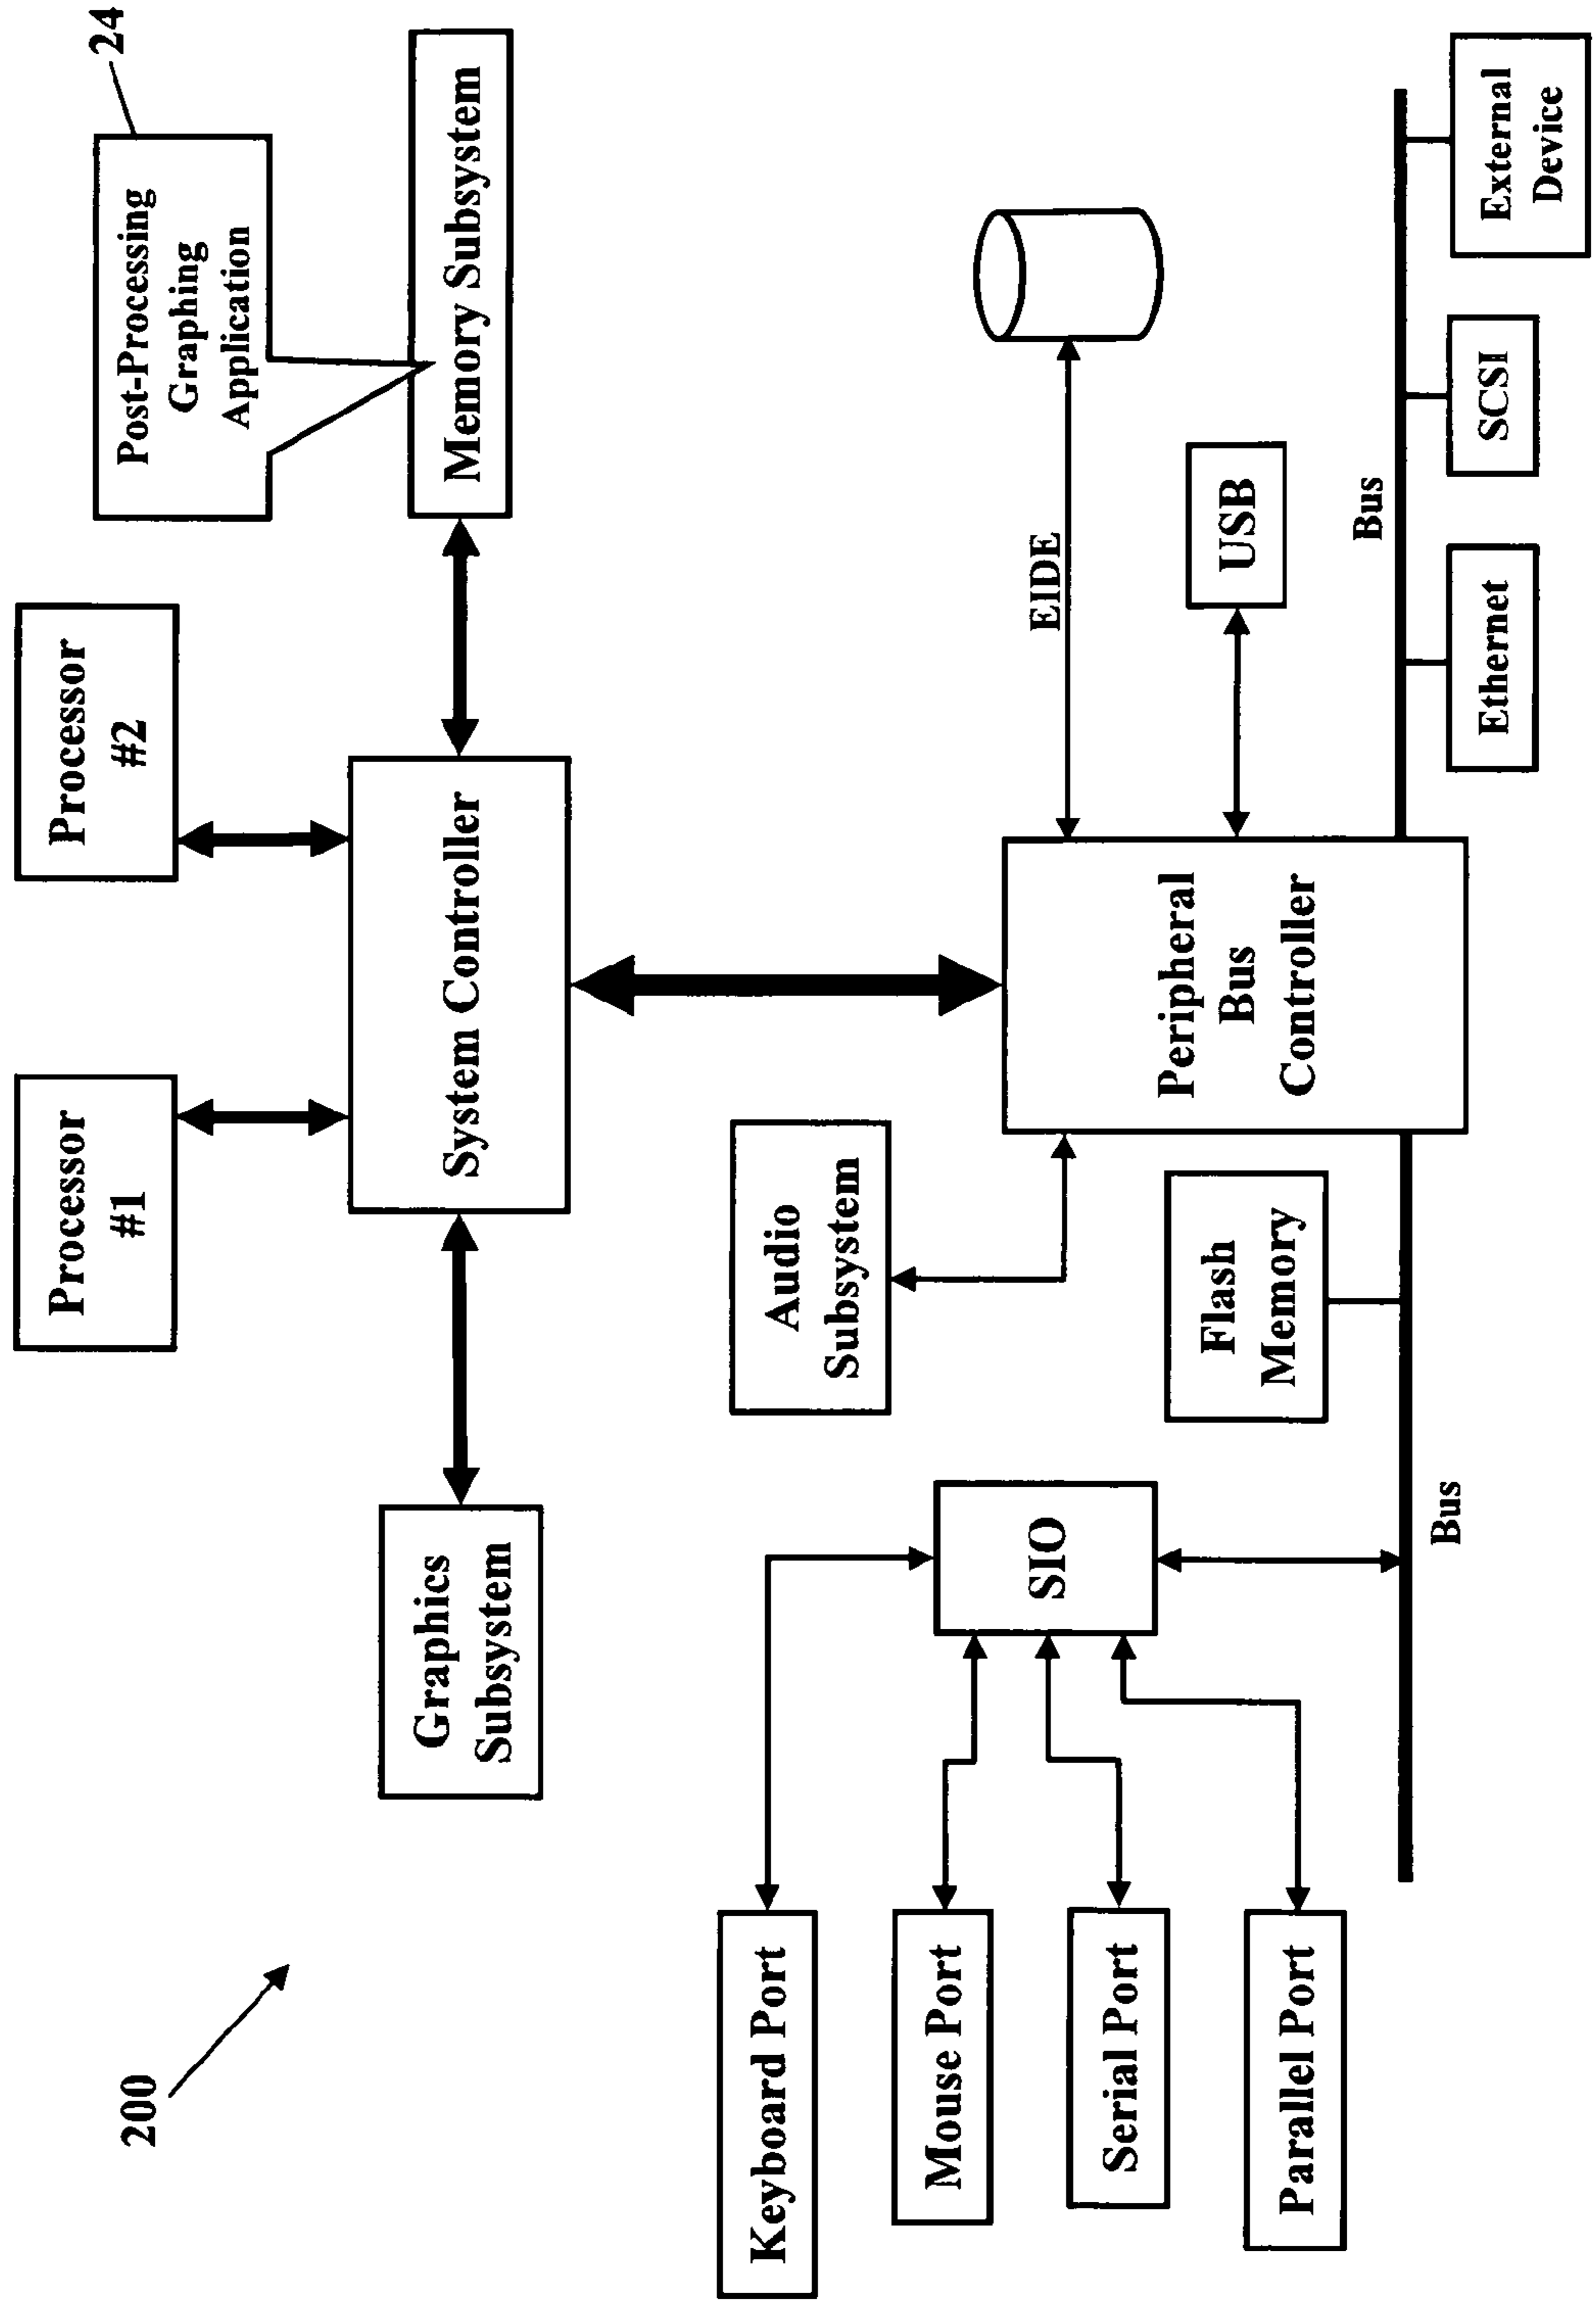 200
24
Processor
#1
Processor
#2
Post-Processing
Graphing
Application
Graphics
Subsystem
System Controller
Memory Subsystem
Keyboard Port
Mouse Port
Serial Port
Parallel Port
SIO
Audio
Subsystem
Flash
Memory
Bus
Peripheral
Bus
Controller
EIDE
USB
Bus
Ethernet
SCSI
External
Device